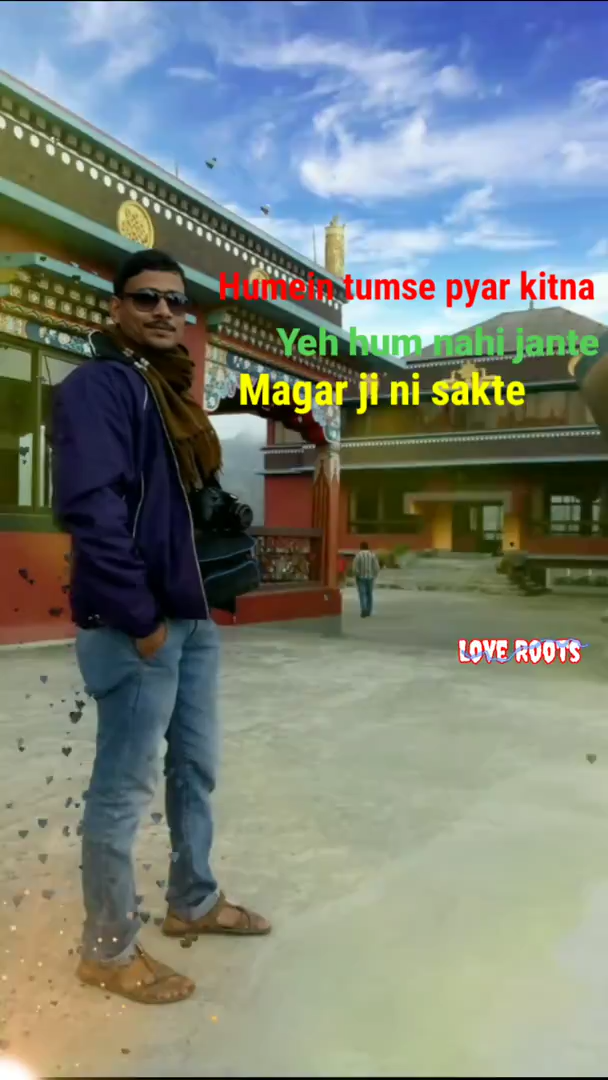 Humein tumse pyar kitna
Yeh hum nahi jante
Magar ji ni sakte
LOVE ROOTS